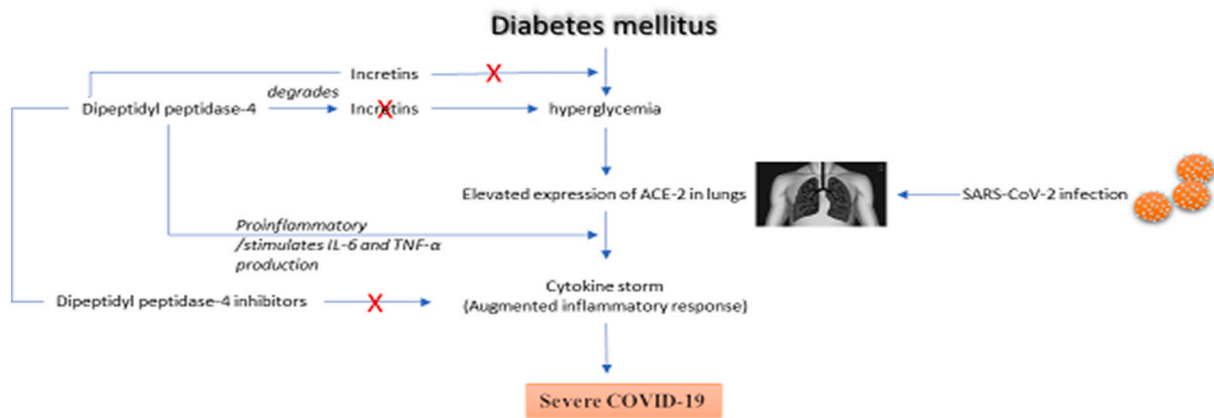 Diabetes mellitus
Incretins
X
degrades
Dipeptidyl peptidase-4
Incretins
X
hyperglycemia
Elevated expression of ACE-2 in lungs
SARS-CoV-2 infection
Proinflammatory
/stimulates IL-6 and TNF-α
production
Dipeptidyl peptidase-4 inhibitors
X
Cytokine storm
(Augmented inflammatory response)
Severe COVID-19